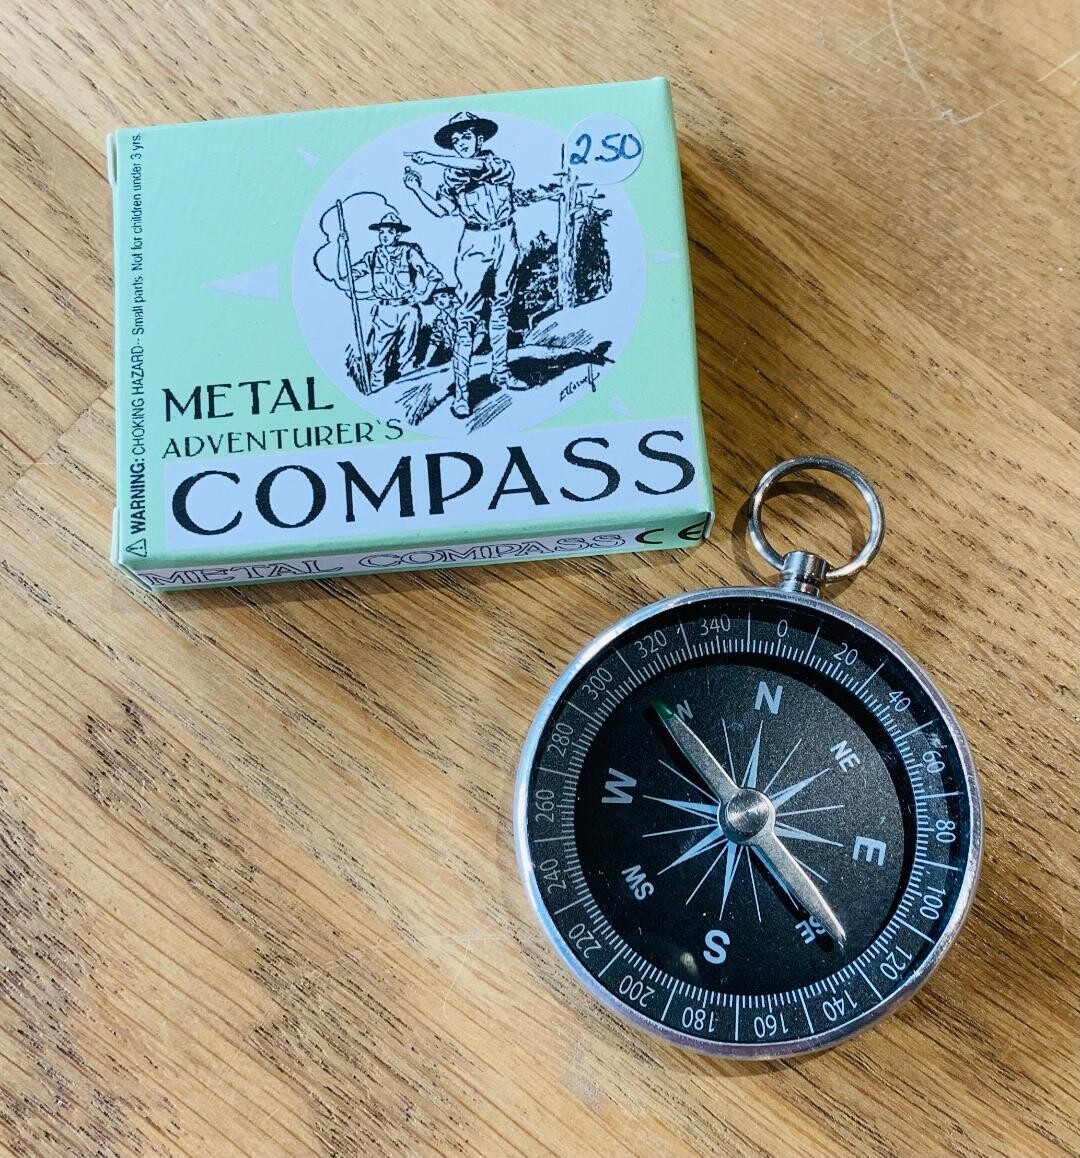 2.50
⚠ WARNING: CHOKING HAZARD-- Small parts. Not for children under 3 yrs.
METAL
ADVENTURER'S
COMPASS
METAL COMPASS CE
340 0 20 40 60 80 100 120 140 160 180 200 220 240 260 280 300 320
N
NE
E
SE
S
SW
W